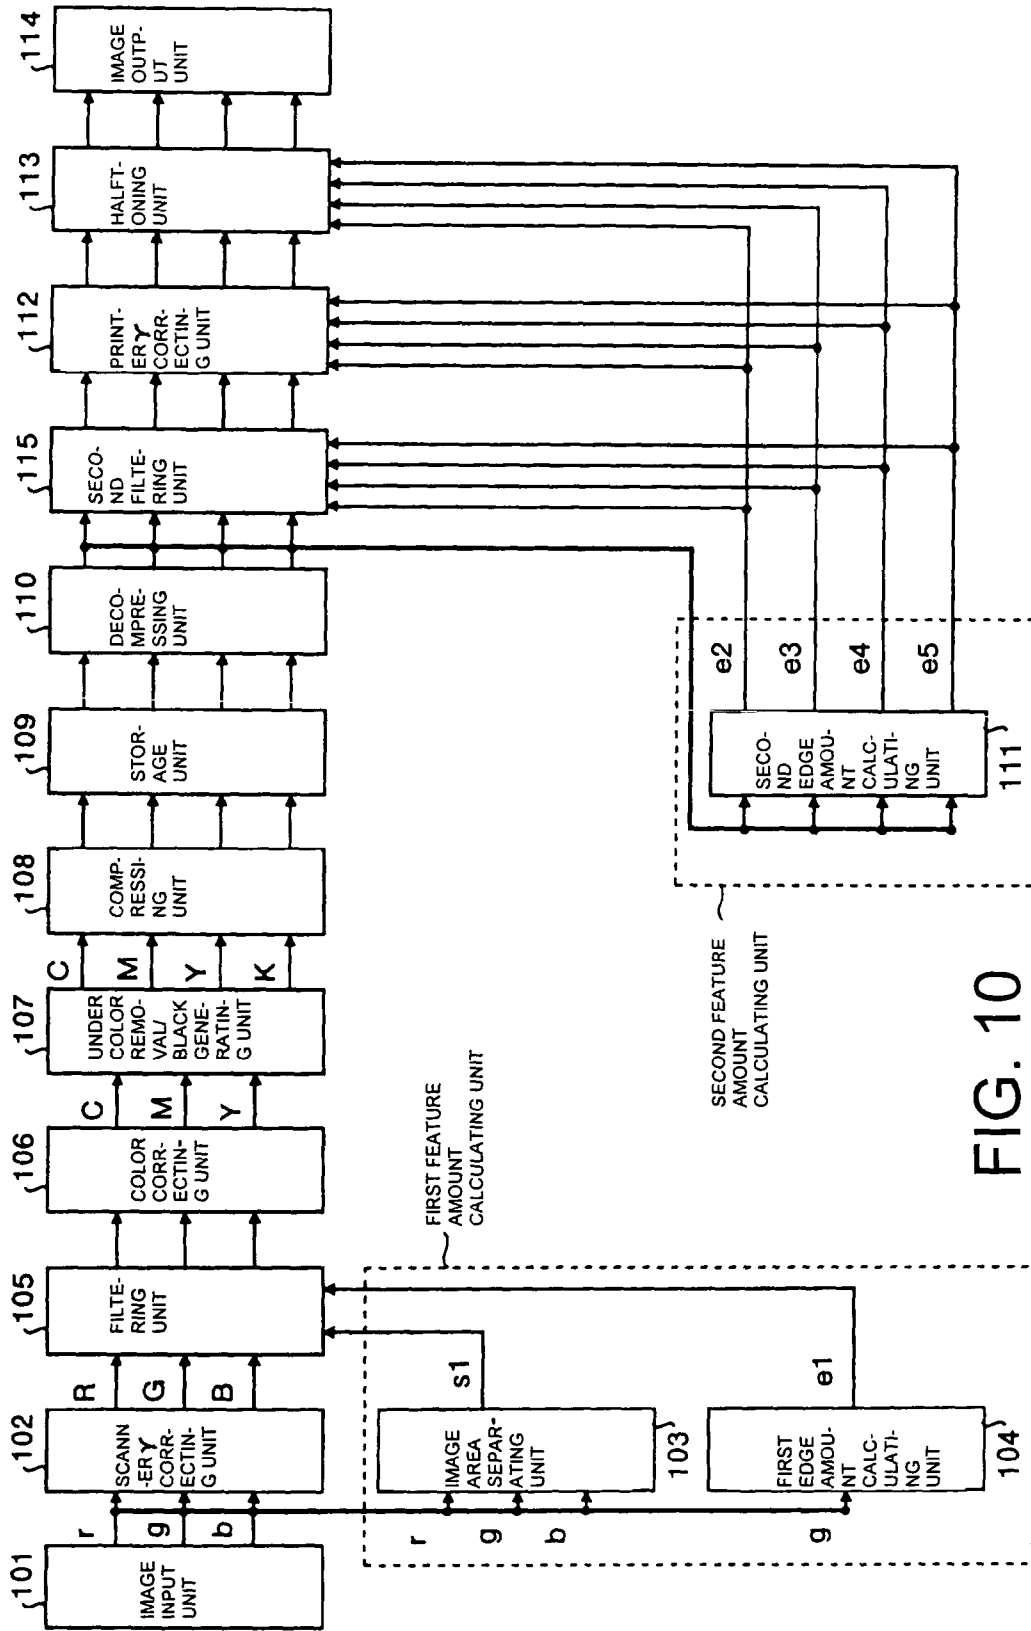 101
IMAGE
INPUT
UNIT
r
g
b
102
SCANN
-ERγ
CORR-
ECTIN-
G UNIT
R
G
B
105
FILTE-
RING
UNIT
106
COLOR
CORR-
ECTIN-
G UNIT
C
M
Y
107
UNDER
COLOR
REMO-
VAL/
BLACK
GENE-
RATIN-
G UNIT
C
M
Y
K
108
COMP-
RESSI-
NG
UNIT
109
STOR-
AGE
UNIT
110
DECO-
MPRE-
SSING
UNIT
115
SECO-
ND
FILTE-
RING
UNIT
112
PRINT-
ERγ
CORR-
ECTIN-
G UNIT
113
HALFT-
ONING
UNIT
114
IMAGE
OUTP-
UT
UNIT
r
g
b
IMAGE
AREA
SEPAR-
ATING
UNIT
103
s1
g
FIRST
EDGE
AMOU-
NT
CALC-
ULATI-
NG
UNIT
104
e1
FIRST FEATURE
AMOUNT
CALCULATING UNIT
SECOND FEATURE
AMOUNT
CALCULATING UNIT
SECO-
ND
EDGE
AMOU-
NT
CALC-
ULATI-
NG
UNIT
111
e2
e3
e4
e5
FIG. 10